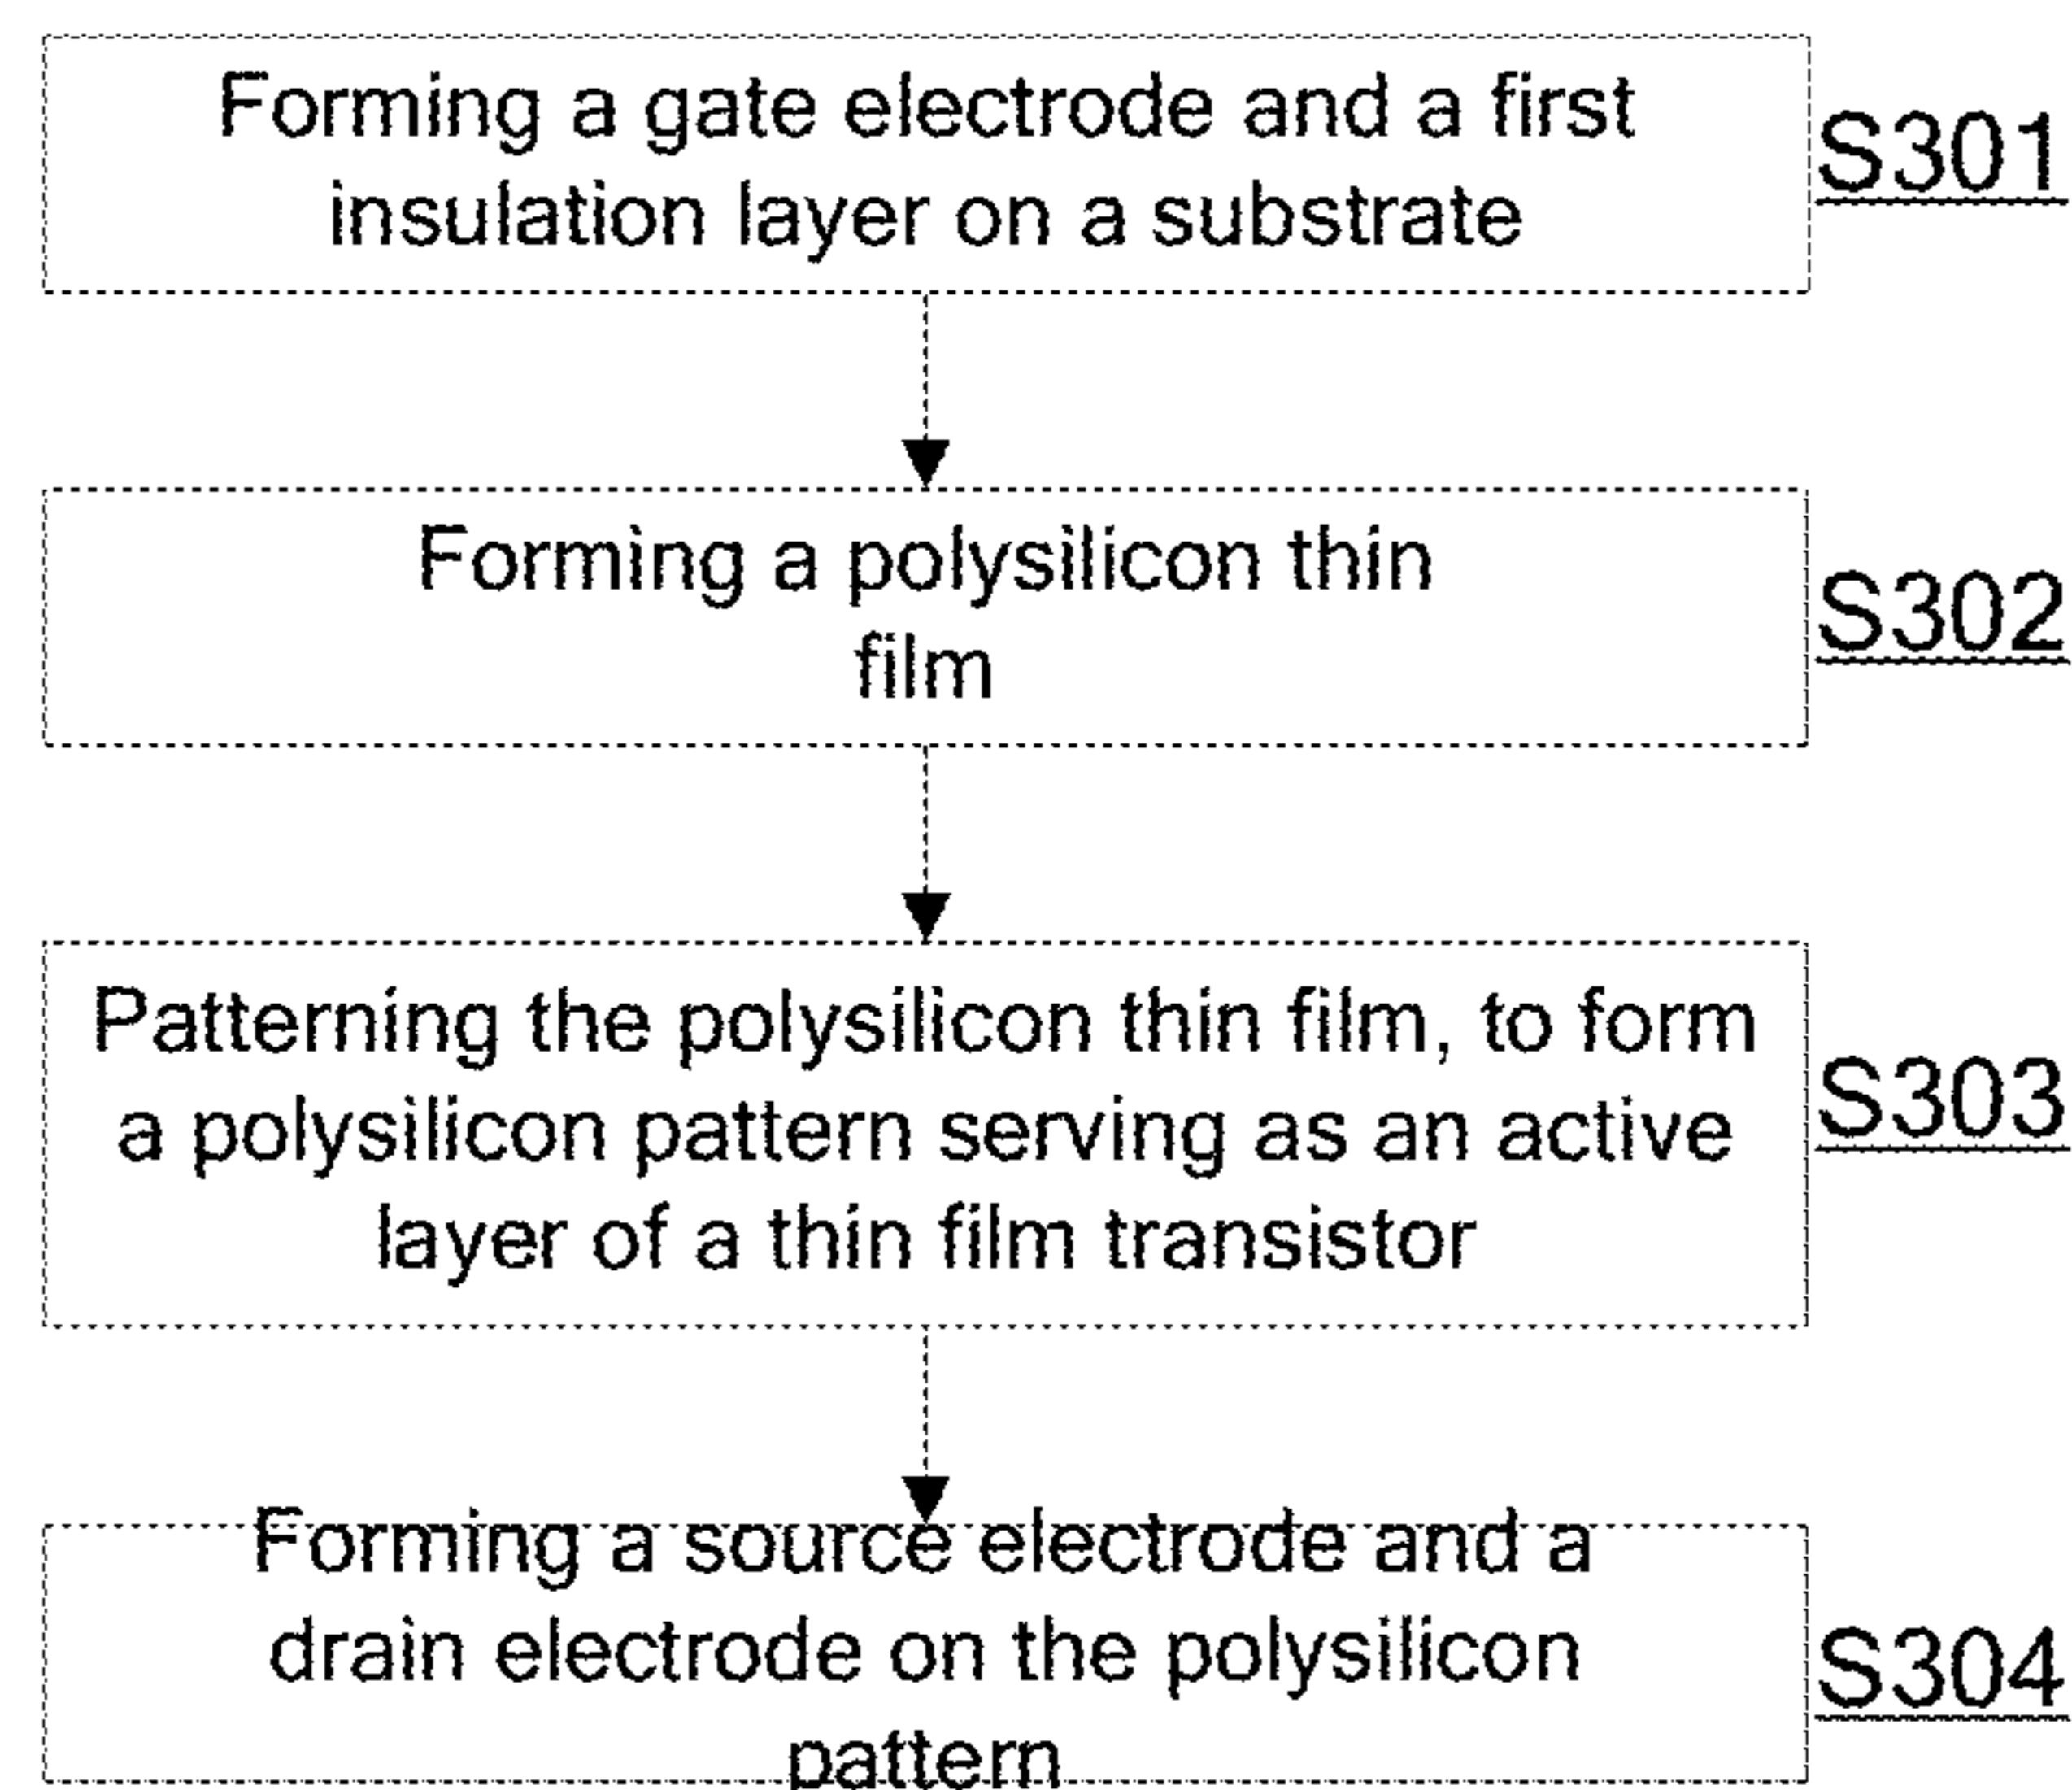 Forming a gate electrode and a first
insulation layer on a substrate
S301
Forming a polysilicon thin
film
S302
Patterning the polysilicon thin film, to form
a polysilicon pattern serving as an active
layer of a thin film transistor
S303
Forming a source electrode and a
drain electrode on the polysilicon
pattern
S304